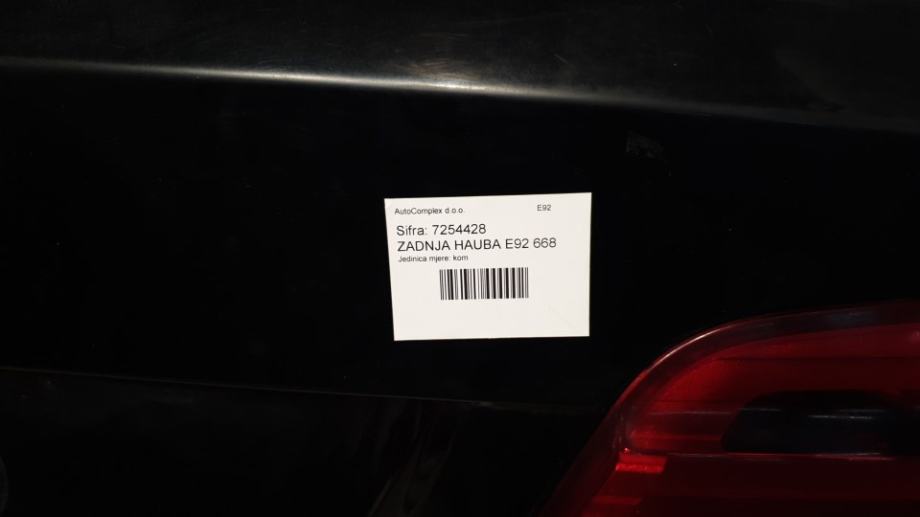 AutoComplex d.o.o. E92
Sifra: 7254428
ZADNJA HAUBA E92 668
Jedinica mjere: kom